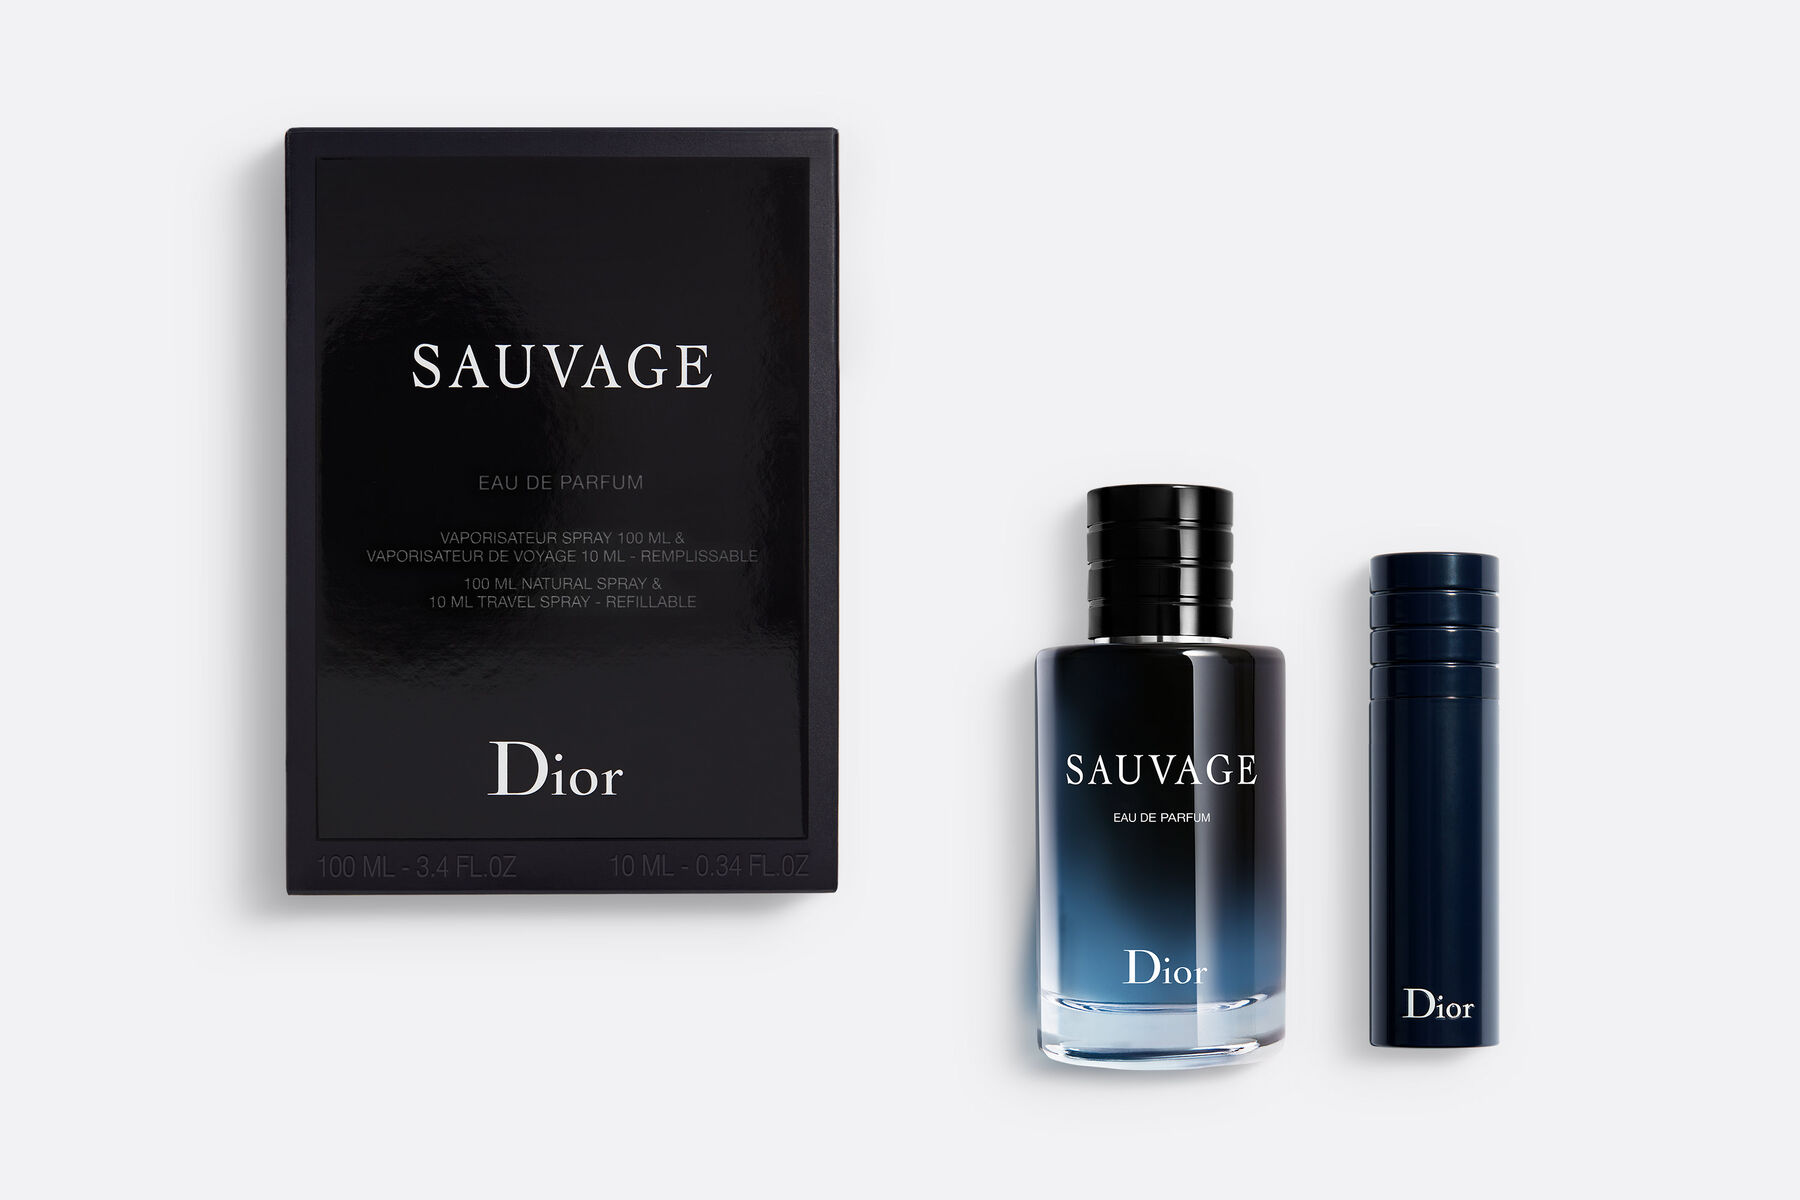 SAUVAGE
EAU DE PARFUM
VAPORISATEUR SPRAY 100 ML &
VAPORISATEUR DE VOYAGE 10 ML - REMPLISSABLE
100 ML NATURAL SPRAY &
10 ML TRAVEL SPRAY - REFILLABLE
Dior
100 ML - 3.4 FL.OZ 10 ML - 0.34 FL.OZ
SAUVAGE
EAU DE PARFUM
Dior
Dior